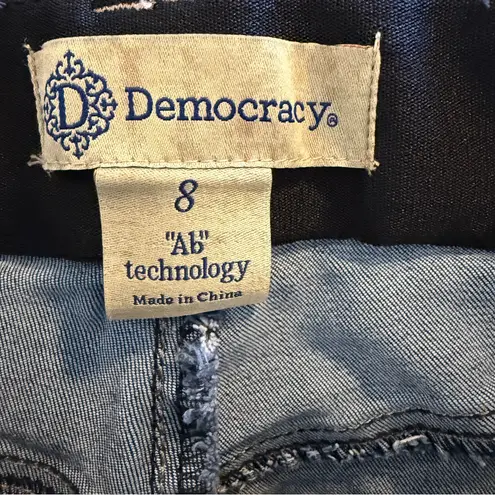 D Democracy®
8
"Ab"
technology
Made in China